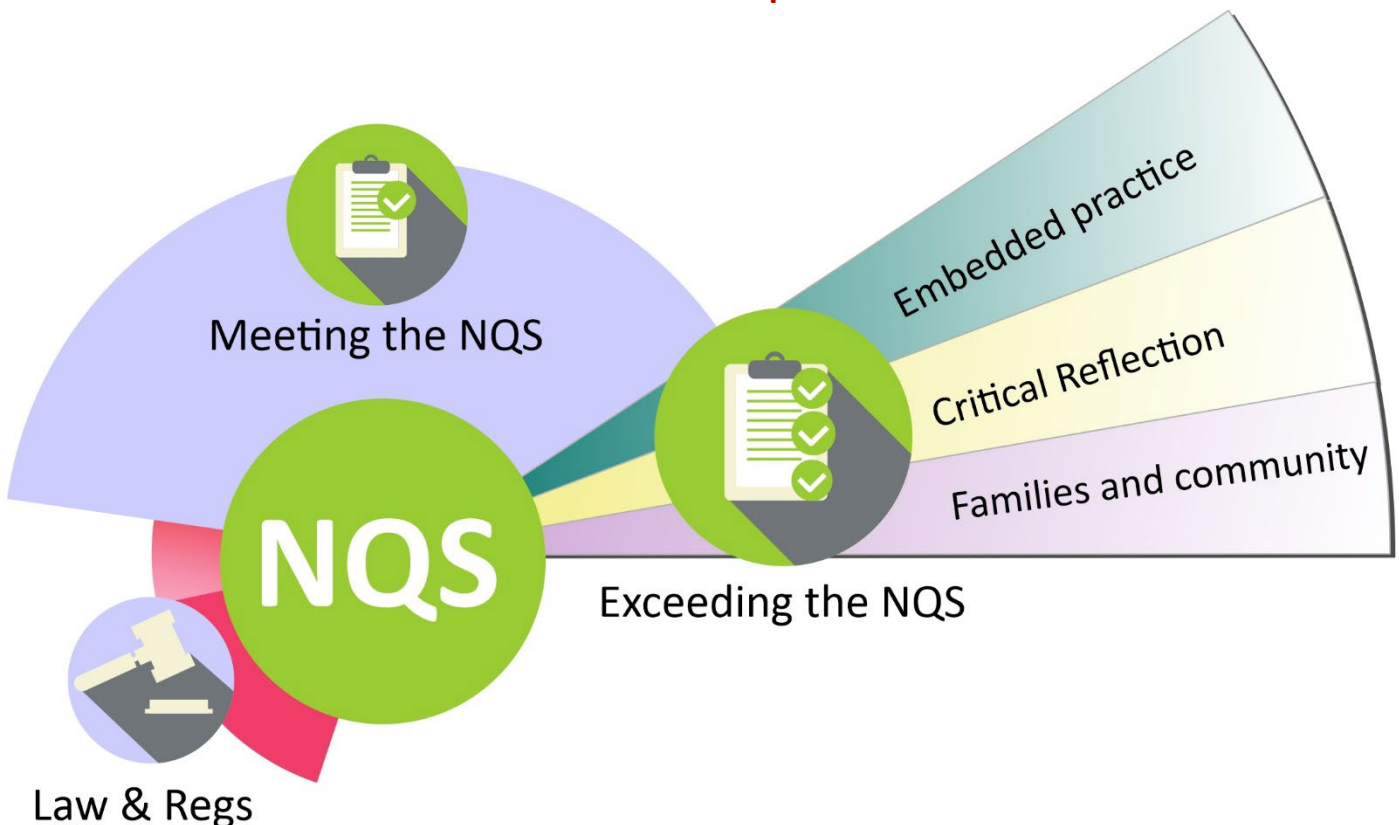 Meeting the NQS
Embedded practice
Critical Reflection
Families and community
NQS
Exceeding the NQS
Law & Regs